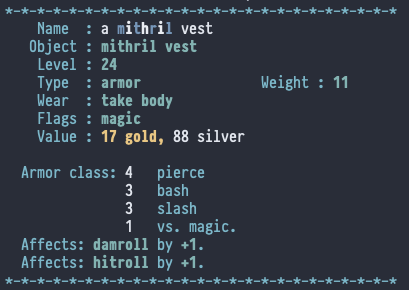 *-*-*-*-*-*-*-*-*-*-*-*-*-*-*-*-*-*-*-*-*-*-*-*-*
Name : a mithril vest
Object : mithril vest
Level : 24
Type : armor Weight : 11
Wear : take body
Flags : magic
Value : 17 gold, 88 silver
Armor class: 4 pierce
3 bash
3 slash
1 vs. magic.
Affects: damroll by +1.
Affects: hitroll by +1.
*-*-*-*-*-*-*-*-*-*-*-*-*-*-*-*-*-*-*-*-*-*-*-*-*